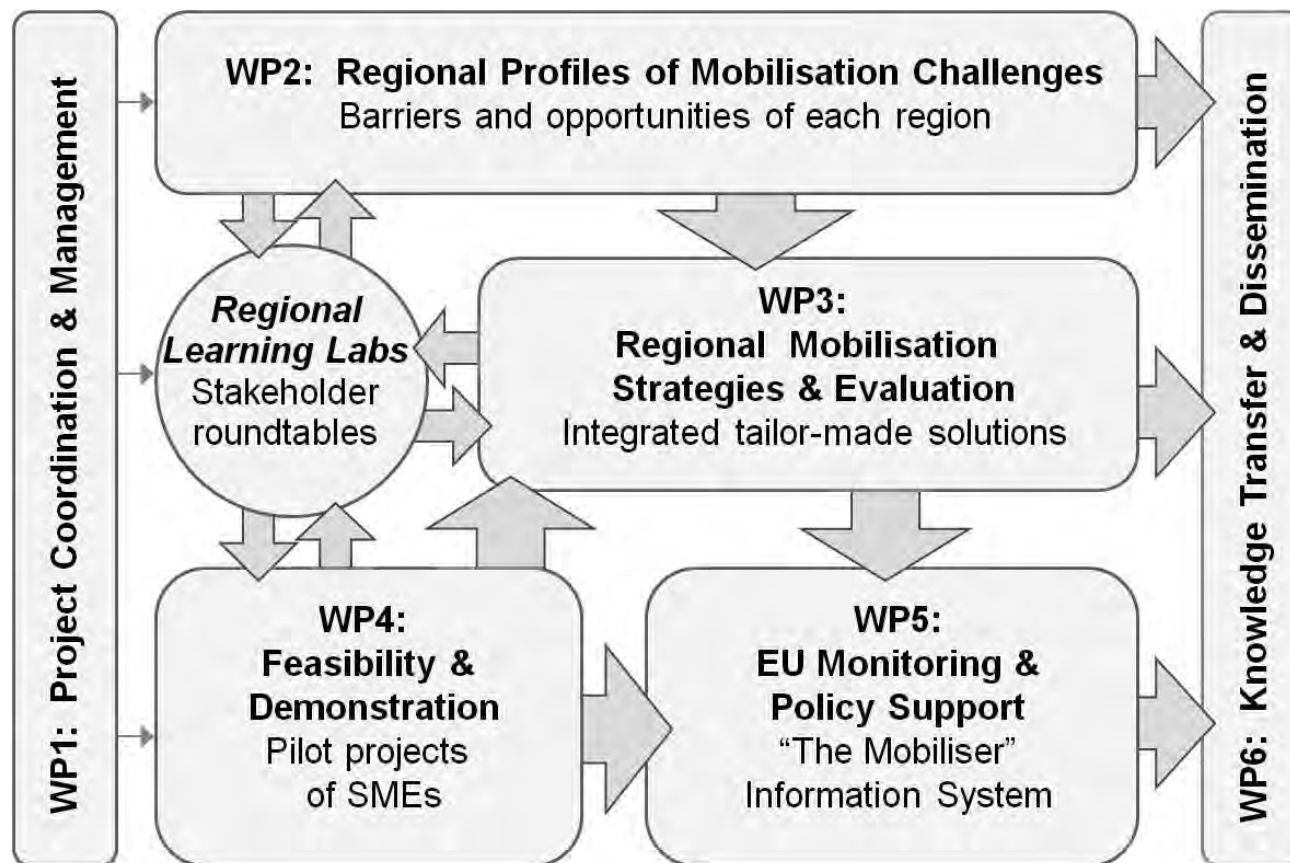 WP1: Project Coordination & Management
WP2: Regional Profiles of Mobilisation Challenges
Barriers and opportunities of each region
Regional
Learning Labs
Stakeholder
roundtables
WP3:
Regional Mobilisation
Strategies & Evaluation
Integrated tailor-made solutions
WP4:
Feasibility &
Demonstration
Pilot projects
of SMEs
WP5:
EU Monitoring &
Policy Support
“The Mobiliser”
Information System
WP6: Knowledge Transfer & Dissemination